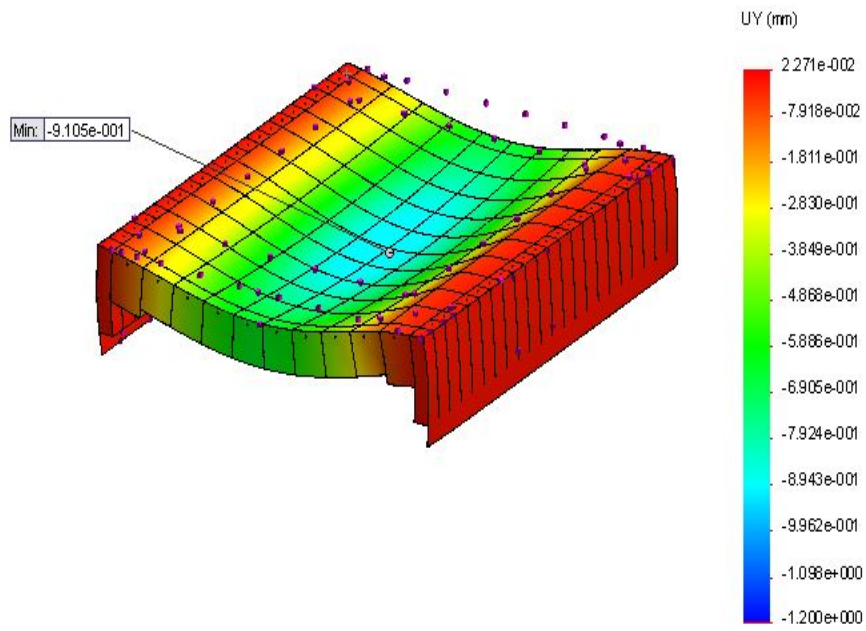 UY (mm)
2.271e-002
-7.918e-002
-1.811e-001
-2.830e-001
-3.849e-001
-4.868e-001
-5.886e-001
-6.905e-001
-7.924e-001
-8.943e-001
-9.962e-001
-1.098e+000
-1.200e+000
Min: -9.105e-001